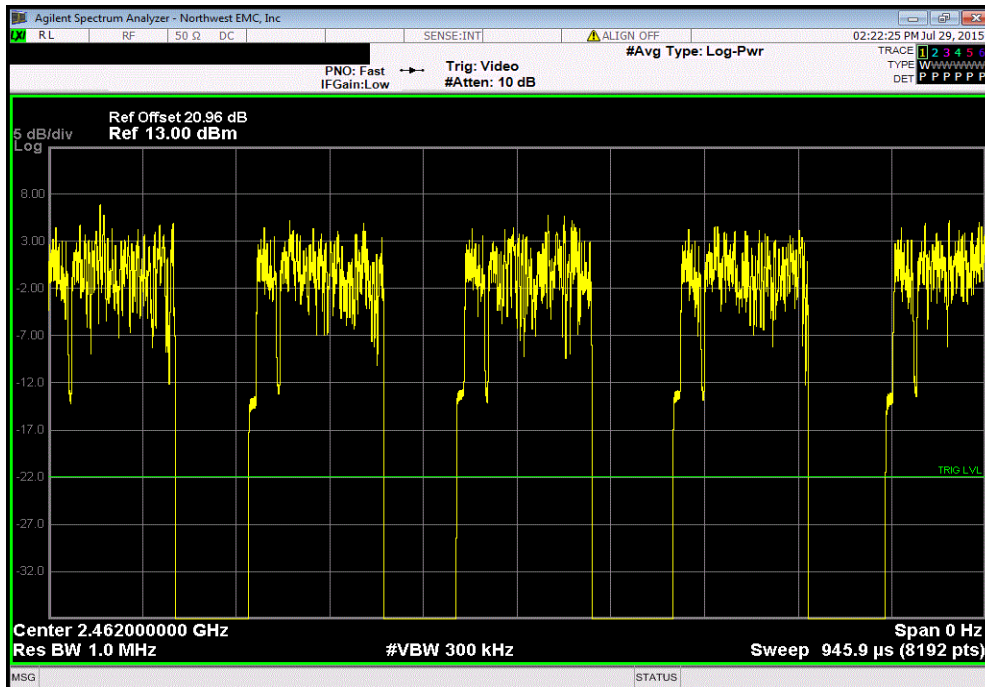 Agilent Spectrum Analyzer - Northwest EMC, Inc
LXI RL RF 50 Ω DC SENSE:INT ALIGN OFF 02:22:25 PM Jul 29, 2015
#Avg Type: Log-Pwr
TRACE 1 2 3 4 5 6
TYPE WWWWWWW
DET P P P P P P
PNO: Fast
IFGain:Low
Trig: Video
#Atten: 10 dB
Ref Offset 20.96 dB
5 dB/div Ref 13.00 dBm
Log
8.00
3.00
-2.00
-7.00
-12.0
-17.0
-22.0
TRIG LVL
-27.0
-32.0
Center 2.462000000 GHz Span 0 Hz
Res BW 1.0 MHz #VBW 300 kHz Sweep 945.9 µs (8192 pts)
MSG STATUS